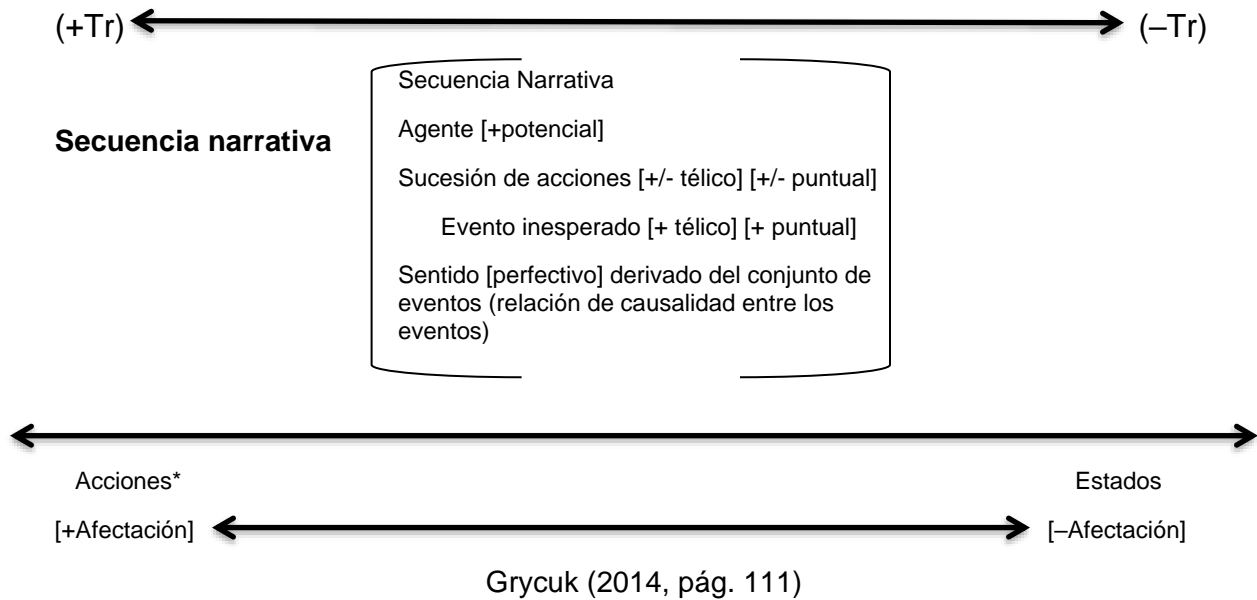 (+Tr) (–Tr)
Secuencia Narrativa
Secuencia narrativa
Agente [+potencial]
Sucesión de acciones [+/- télico] [+/- puntual]
Evento inesperado [+ télico] [+ puntual]
Sentido [perfectivo] derivado del conjunto de
eventos (relación de causalidad entre los
eventos)
Acciones* Estados
[+Afectación] [–Afectación]
Grycuk (2014, pág. 111)